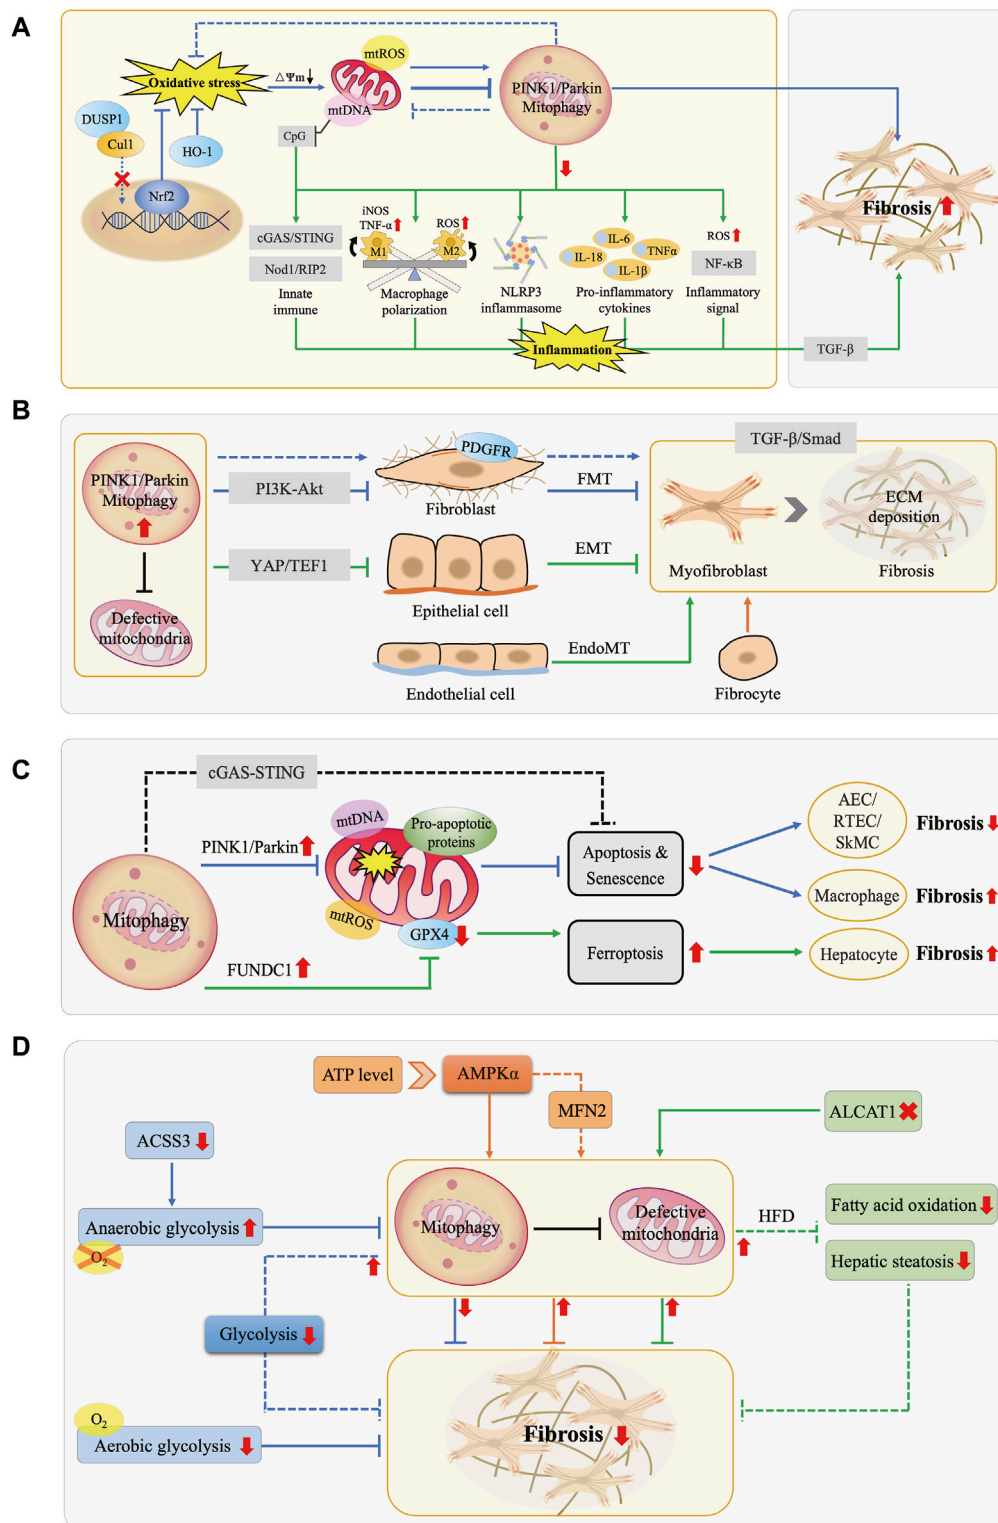 A
mtROS
Oxidative stress
△Ψm
PINK1/Parkin
Mitophagy
mtDNA
DUSP1
CpG
Cul1
HO-1
Nrf2
Fibrosis
iNOS
TNF-α
ROS
M1
M2
cGAS/STING
Nod1/RIP2
IL-6
TNFα
IL-18
IL-1β
ROS
NF-κB
Innate
immune
Macrophage
polarization
NLRP3
inflammasome
Pro-inflammatory
cytokines
Inflammatory
signal
Inflammation
TGF-β
B
TGF-β/Smad
PDGFR
PINK1/Parkin
Mitophagy
PI3K-Akt
Fibroblast
FMT
ECM
deposition
YAP/TEF1
EMT
Myofibroblast
Fibrosis
Epithelial cell
Defective
mitochondria
EndoMT
Endothelial cell
Fibrocyte
C
cGAS-STING
mtDNA
Pro-apoptotic
proteins
AEC/
RTEC/
SkMC
Fibrosis
PINK1/Parkin
Apoptosis &
Senescence
Macrophage
Fibrosis
Mitophagy
mtROS
GPX4
Ferroptosis
Hepatocyte
Fibrosis
FUNDC1
D
ATP level
AMPKα
MFN2
ALCAT1
ACSS3
Anaerobic glycolysis
O2
Mitophagy
Defective
mitochondria
HFD
Fatty acid oxidation
Hepatic steatosis
Glycolysis
O2
Aerobic glycolysis
Fibrosis